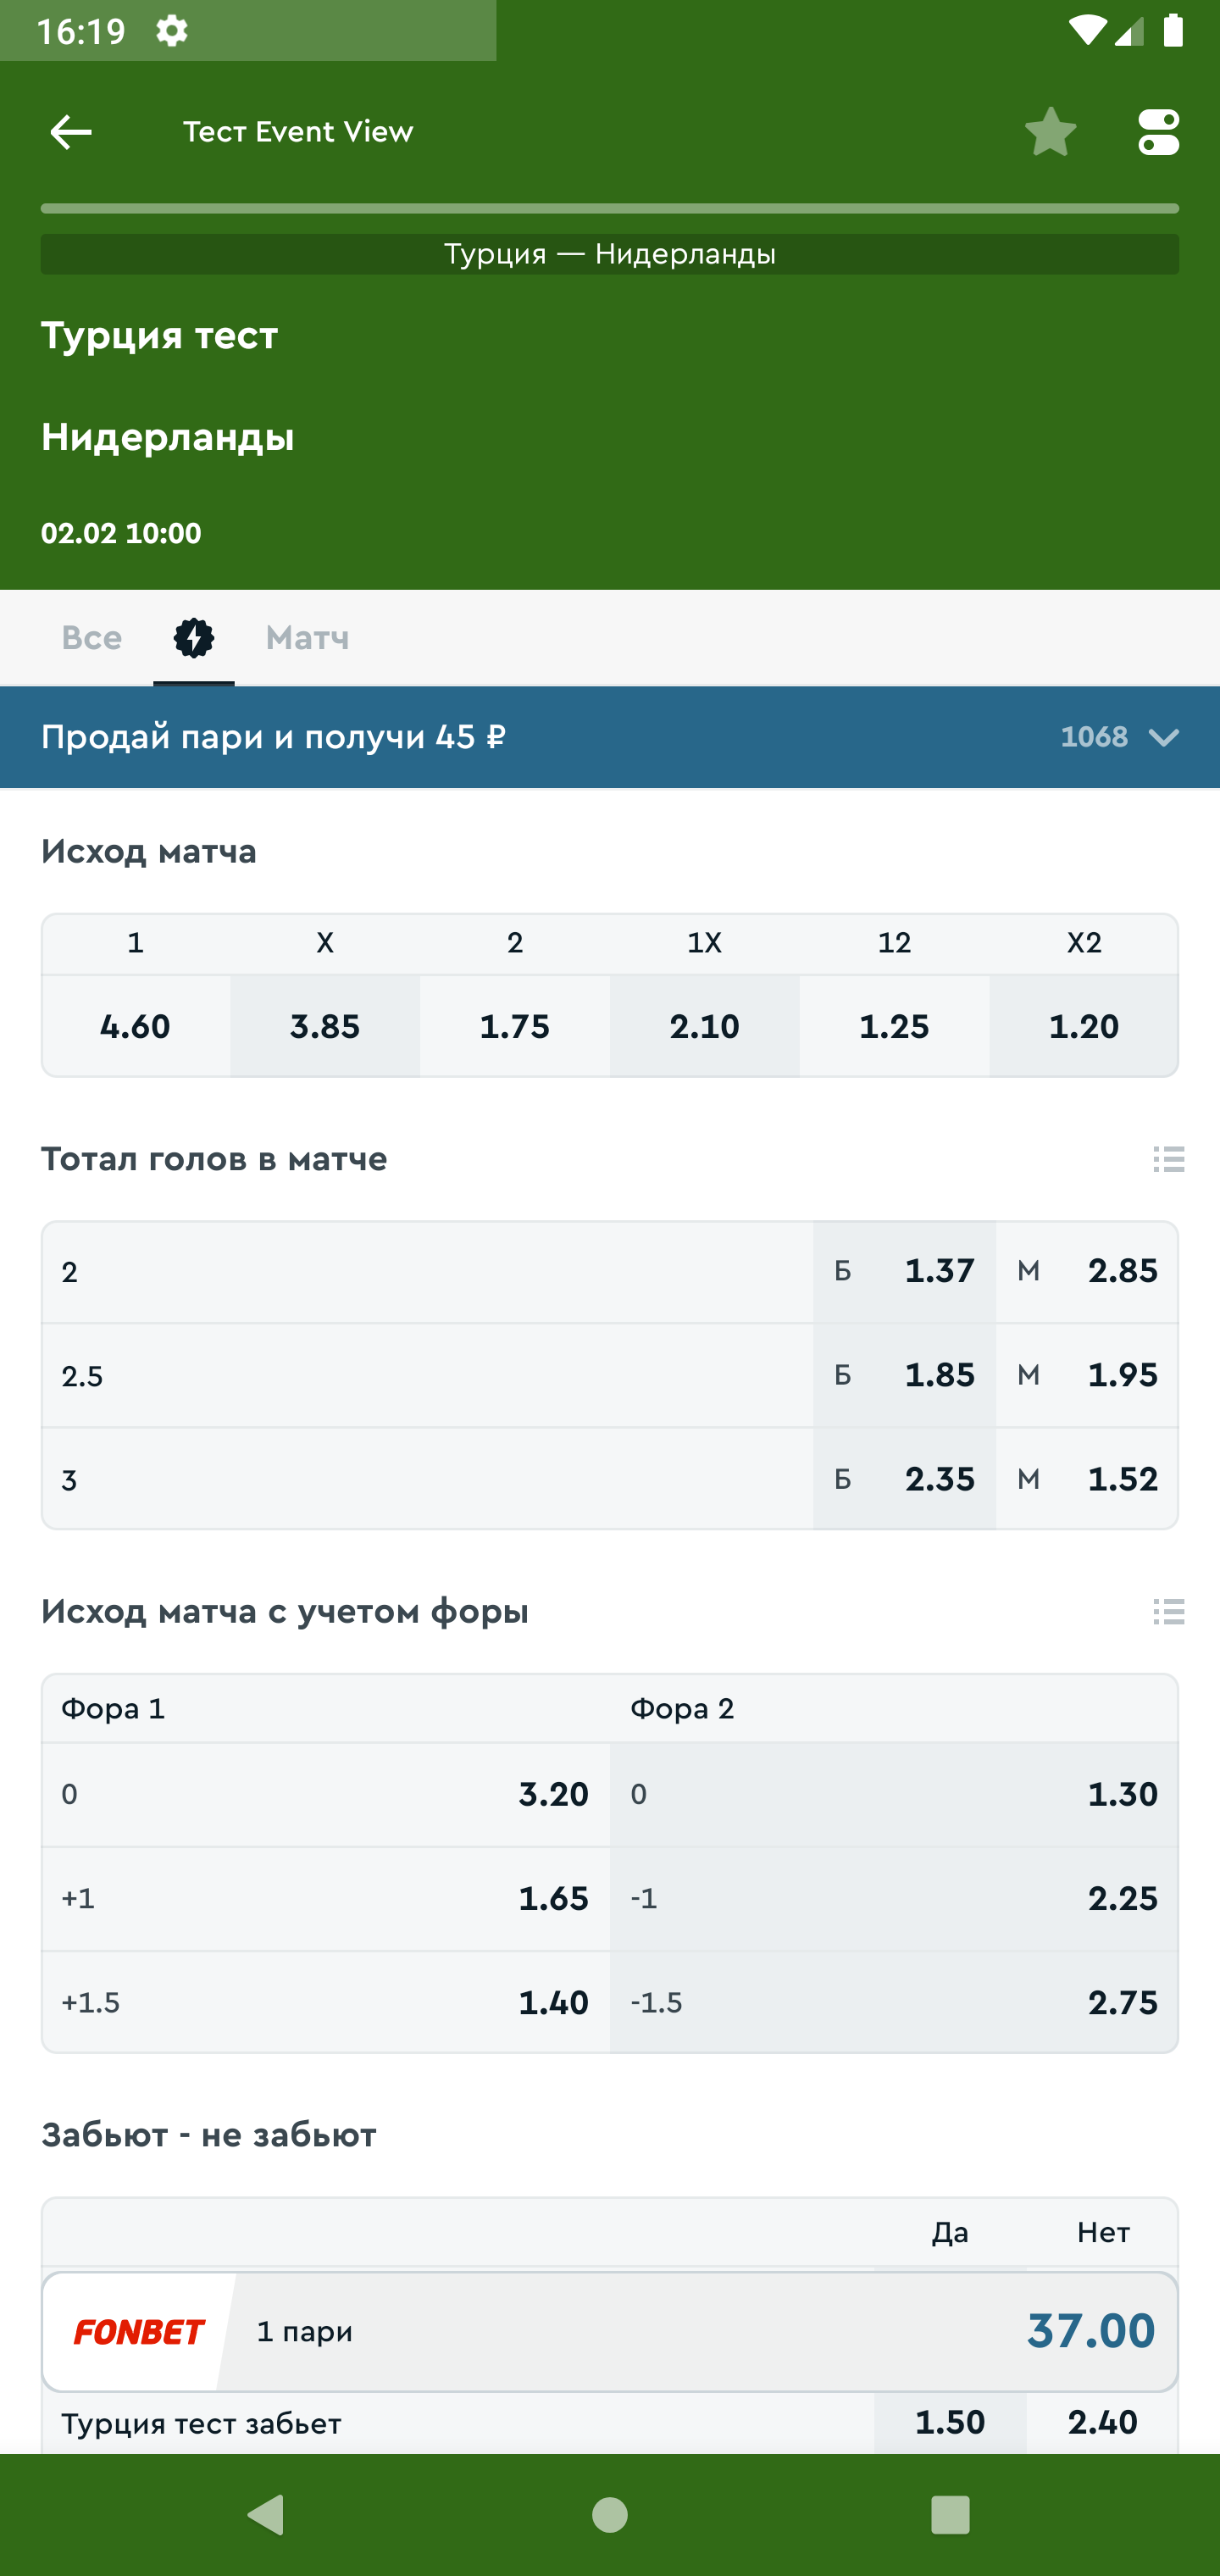 16:19
Тест Event View
Турция — Нидерланды
Турция тест
Нидерланды
02.02 10:00
Все Матч
Продай пари и получи 45 ₽ 1068
Исход матча
1 X 2 1X 12 X2
4.60 3.85 1.75 2.10 1.25 1.20
Тотал голов в матче
2 Б 1.37 М 2.85
2.5 Б 1.85 М 1.95
3 Б 2.35 М 1.52
Исход матча с учетом форы
Фора 1 Фора 2
0 3.20 0 1.30
+1 1.65 -1 2.25
+1.5 1.40 -1.5 2.75
Забьют - не забьют
Да Нет
FONBET 1 пари 37.00
Турция тест забьет 1.50 2.40